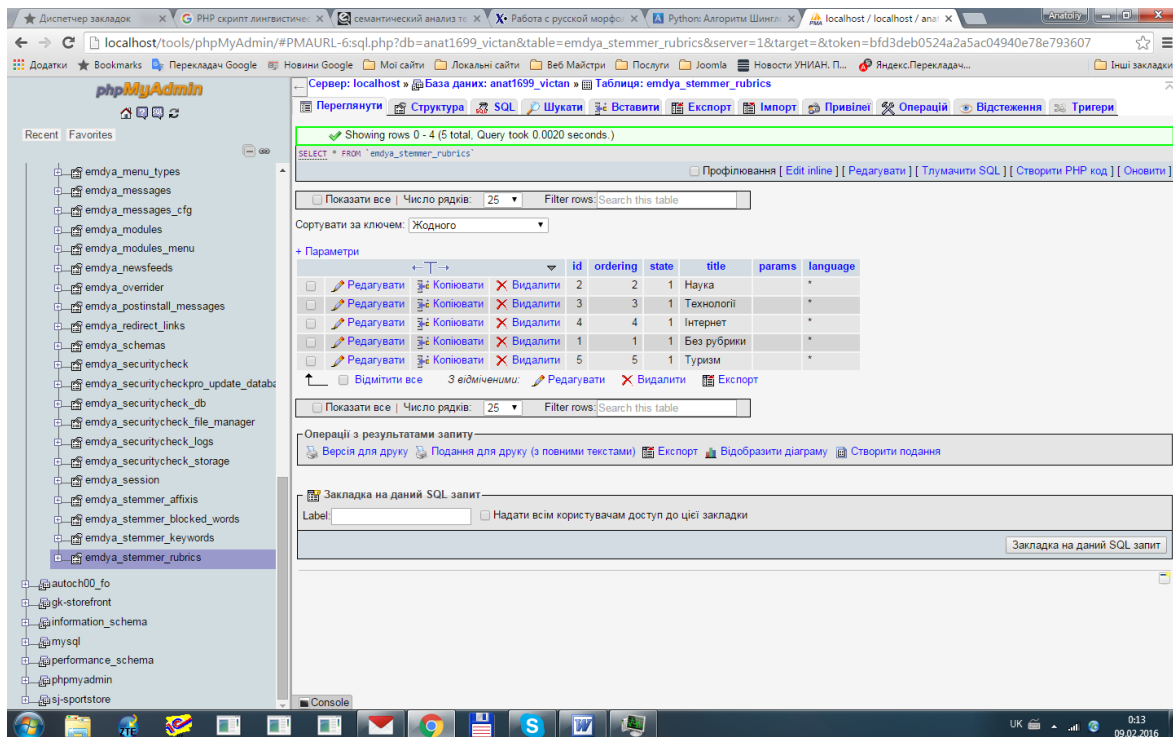 Диспетчер закладок
PHP скрипт лингвистичес
семантический анализ те
Работа с русской морфол
Python: Алгоритм Шингло
localhost / localhost / anat
Anatoliy
localhost/tools/phpMyAdmin/#PMAURL-6:sql.php?db=anat1699_victan&table=emdya_stemmer_rubrics&server=1&target=&token=bfd3deb0524a2a5ac04940e78e793607
Додатки Bookmarks Перекладач Google Новини Google Мої сайти Локальні сайти Веб Майстри Послуги Joomla Новости УНИАН. П... Яндекс.Перекладач... Інші закладки
phpMyAdmin
Recent Favorites
emdya_menu_types
emdya_messages
emdya_messages_cfg
emdya_modules
emdya_modules_menu
emdya_newsfeeds
emdya_overrider
emdya_postinstall_messages
emdya_redirect_links
emdya_schemas
emdya_securitycheck
emdya_securitycheckpro_update_databa
emdya_securitycheck_db
emdya_securitycheck_file_manager
emdya_securitycheck_logs
emdya_securitycheck_storage
emdya_session
emdya_stemmer_affixis
emdya_stemmer_blocked_words
emdya_stemmer_keywords
emdya_stemmer_rubrics
autoch00_fo
gk-storefront
information_schema
mysql
performance_schema
phpmyadmin
sj-sportstore
Сервер: localhost » База даних: anat1699_victan » Таблиця: emdya_stemmer_rubrics
Переглянути Структура SQL Шукати Вставити Експорт Імпорт Привілеї Операцій Відстеження Тригери
Showing rows 0 - 4 (5 total, Query took 0.0020 seconds.)
SELECT * FROM `emdya_stemmer_rubrics`
Профілювання [ Edit inline ] [ Редагувати ] [ Тлумачити SQL ] [ Створити PHP код ] [ Оновити ]
Показати все | Число рядків: 25 Filter rows: Search this table
Сортувати за ключем: Жодного
+ Параметри
←T→ id ordering state title params language
Редагувати Копіювати Видалити 2 2 1 Наука *
Редагувати Копіювати Видалити 3 3 1 Технології *
Редагувати Копіювати Видалити 4 4 1 Інтернет *
Редагувати Копіювати Видалити 1 1 1 Без рубрики *
Редагувати Копіювати Видалити 5 5 1 Туризм *
Відмітити все З відміченими: Редагувати Видалити Експорт
Показати все | Число рядків: 25 Filter rows: Search this table
Операції з результатами запиту
Версія для друку Подання для друку (з повними текстами) Експорт Відобразити діаграму Створити подання
Закладка на даний SQL запит
Label: Надати всім користувачам доступ до цієї закладки
Закладка на даний SQL запит
Console
ZTE
S
W
UK
0:13
09.02.2016